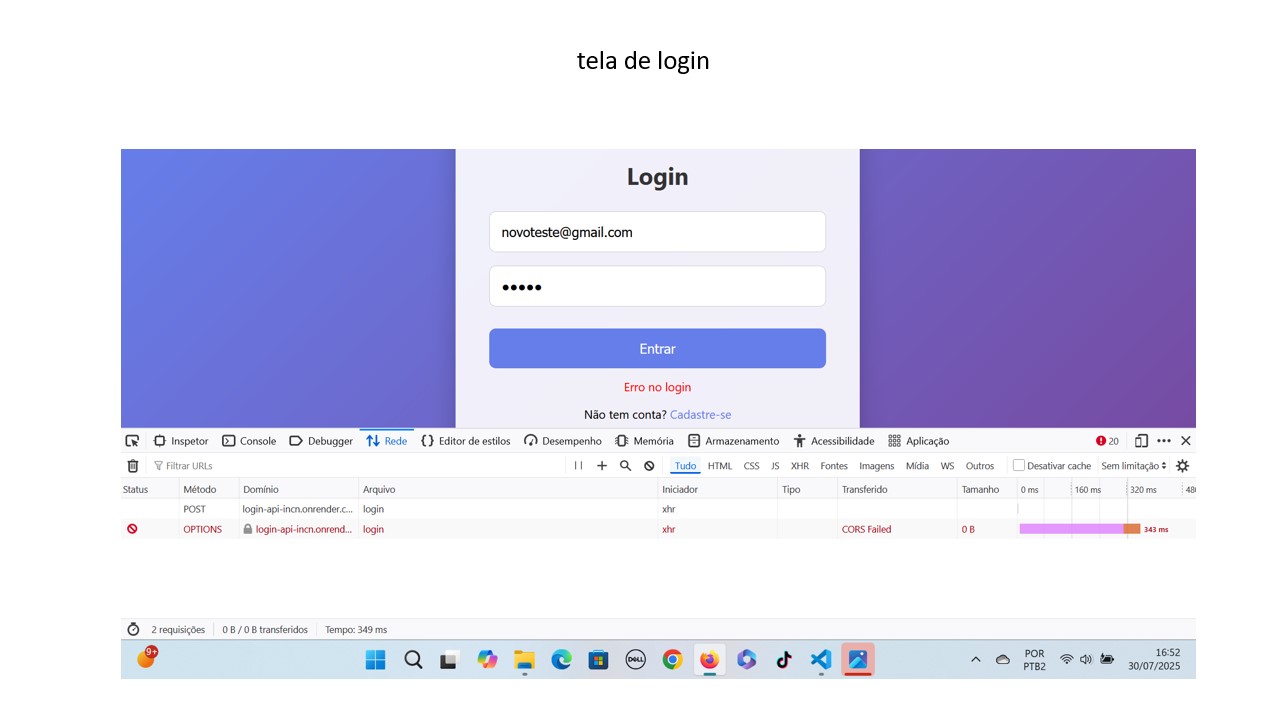 tela de login
Login
novoteste@gmail.com
•••••
Entrar
Erro no login
Não tem conta? Cadastre-se
Inspetor Console Debugger Rede Editor de estilos Desempenho Memória Armazenamento Acessibilidade Aplicação 20
Filtrar URLs Tudo HTML CSS JS XHR Fontes Imagens Mídia WS Outros Desativar cache Sem limitação
Status Método Domínio Arquivo Iniciador Tipo Transferido Tamanho 0 ms 160 ms 320 ms 480
POST login-api-incn.onrender.c... login xhr
OPTIONS login-api-incn.onrend... login xhr CORS Failed 0 B 343 ms
2 requisições 0 B / 0 B transferidos Tempo: 349 ms
9+ DELL POR 16:52
PTB2 30/07/2025